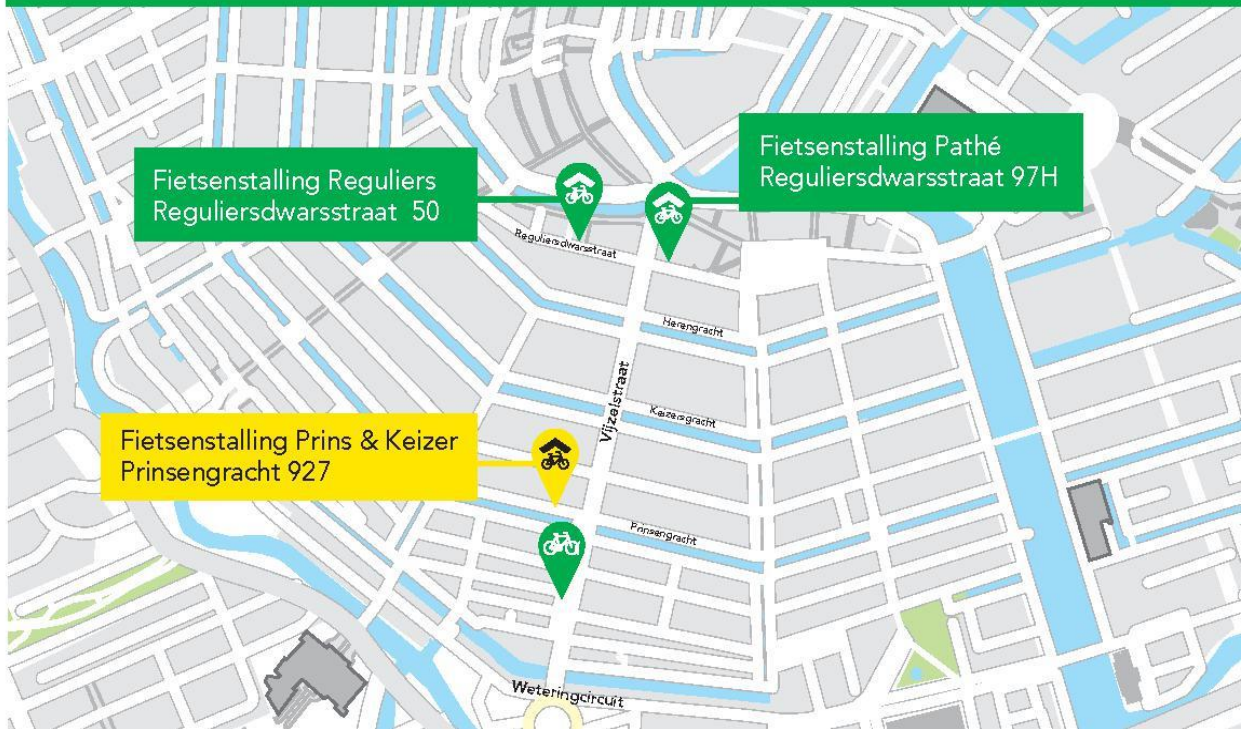 Fietsenstalling Pathé
Reguliersdwarsstraat 97H
Fietsenstalling Reguliers
Reguliersdwarsstraat 50
Reguliersdwarsstraat
Herengracht
Vijzelstraat
Keizersgracht
Fietsenstalling Prins & Keizer
Prinsengracht 927
Prinsengracht
Weteringcircuit